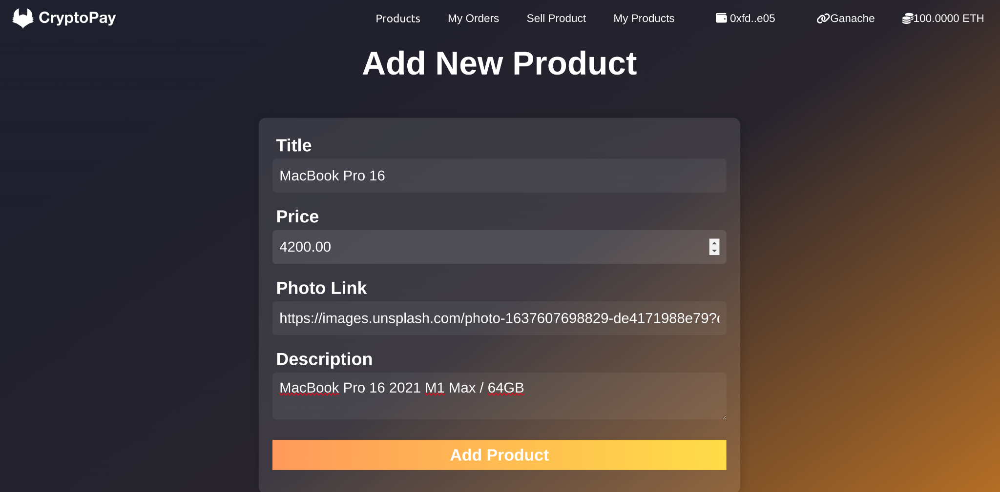 CryptoPay
Products My Orders Sell Product My Products 0xfd..e05 Ganache 100.0000 ETH
Add New Product
Title
MacBook Pro 16
Price
4200.00
Photo Link
https://images.unsplash.com/photo-1637607698829-de4171988e79?
Description
MacBook Pro 16 2021 M1 Max / 64GB
Add Product